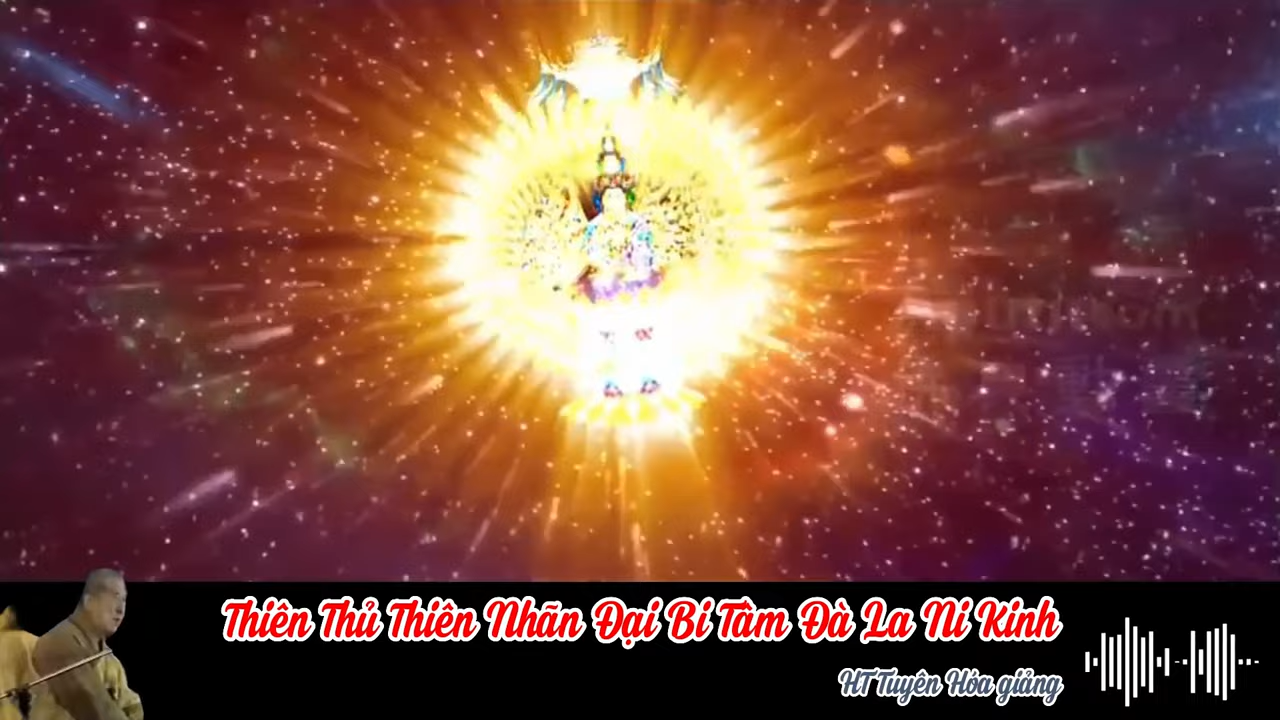 Thiên Thủ Thiên Nhãn Đại Bi Tâm Đà La Ni Kinh
HT Tuyên Hóa giảng